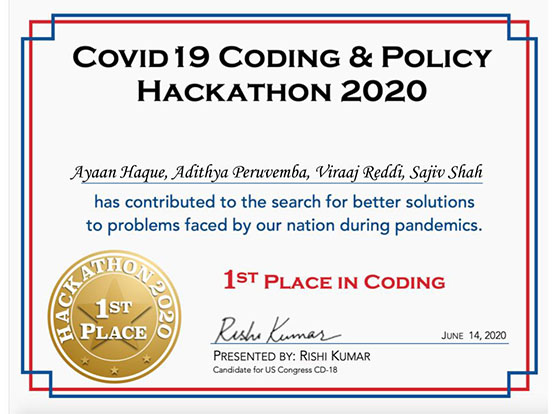 COVID19 CODING & POLICY
HACKATHON 2020
Ayaan Haque, Adithya Peruvemba, Viraaj Reddi, Sajiv Shah
has contributed to the search for better solutions
to problems faced by our nation during pandemics.
1ST PLACE IN CODING
HACKATHON 2020
1ST
PLACE
Rishi Kumar
JUNE 14, 2020
PRESENTED BY: RISHI KUMAR
Candidate for US Congress CD-18